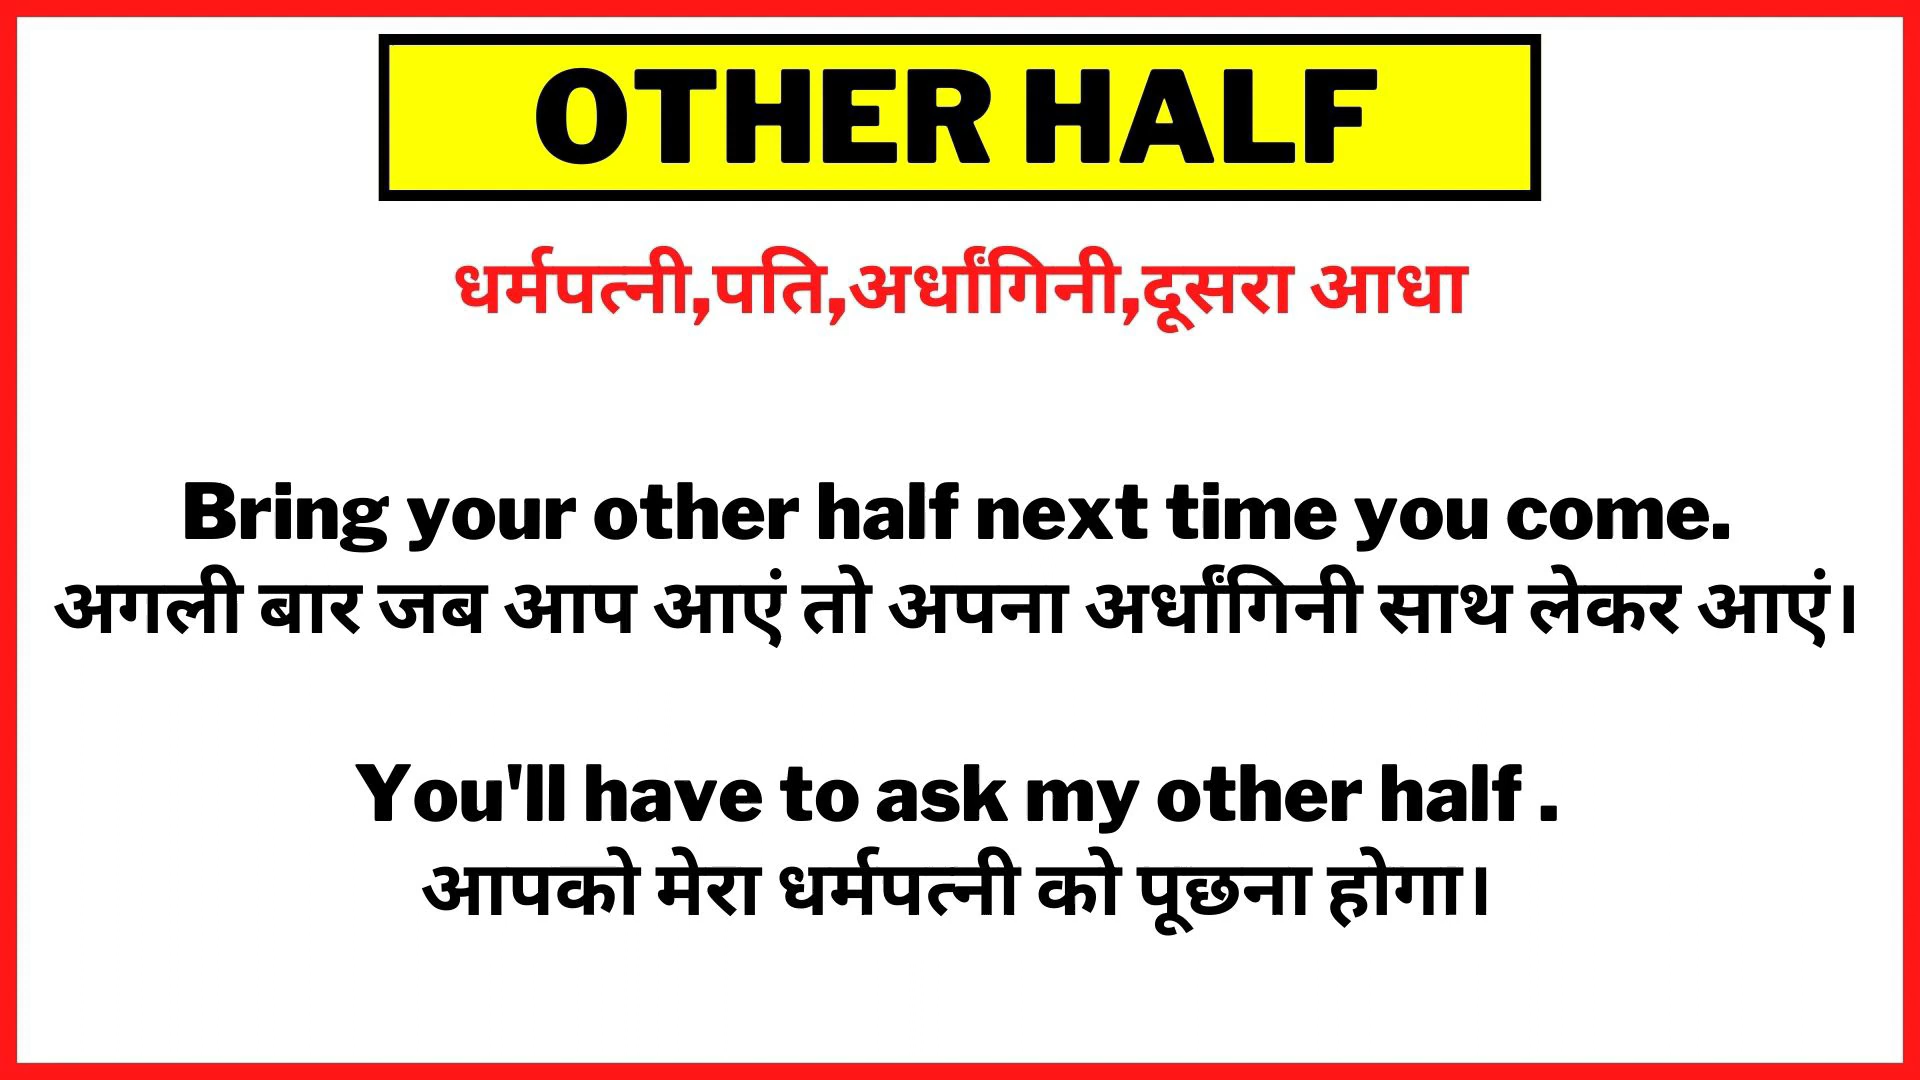 OTHER HALF
धर्मपत्नी,पति,अर्धांगिनी,दूसरा आधा
Bring your other half next time you come.
अगली बार जब आप आएं तो अपना अर्धांगिनी साथ लेकर आएं।
You'll have to ask my other half .
आपको मेरा धर्मपत्नी को पूछना होगा।